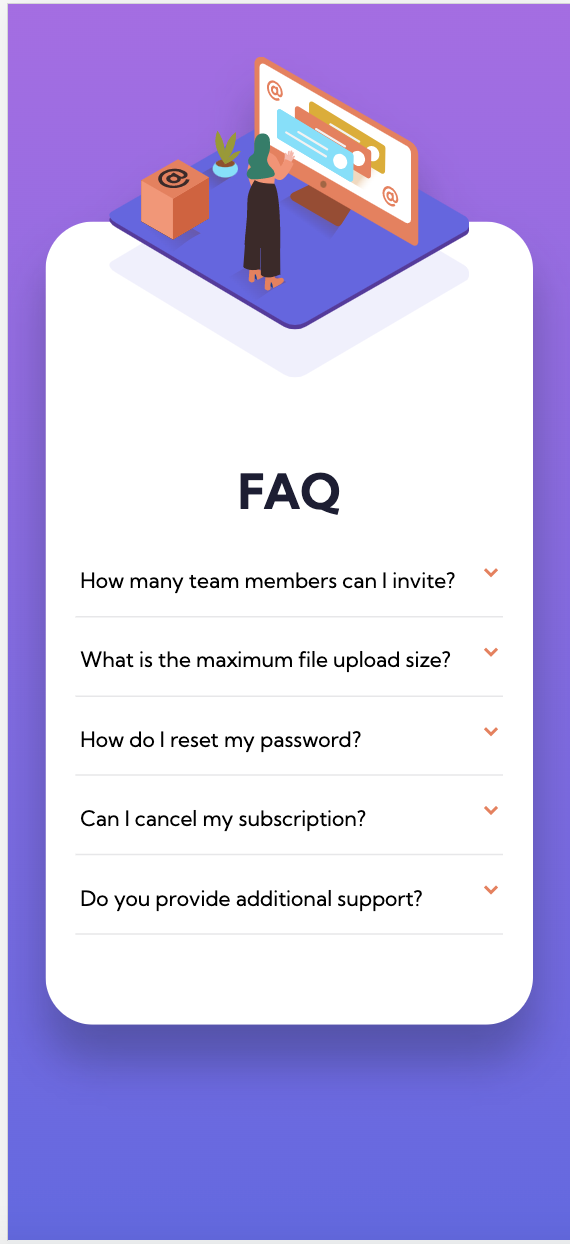 @
@
@
FAQ
How many team members can I invite?
What is the maximum file upload size?
How do I reset my password?
Can I cancel my subscription?
Do you provide additional support?